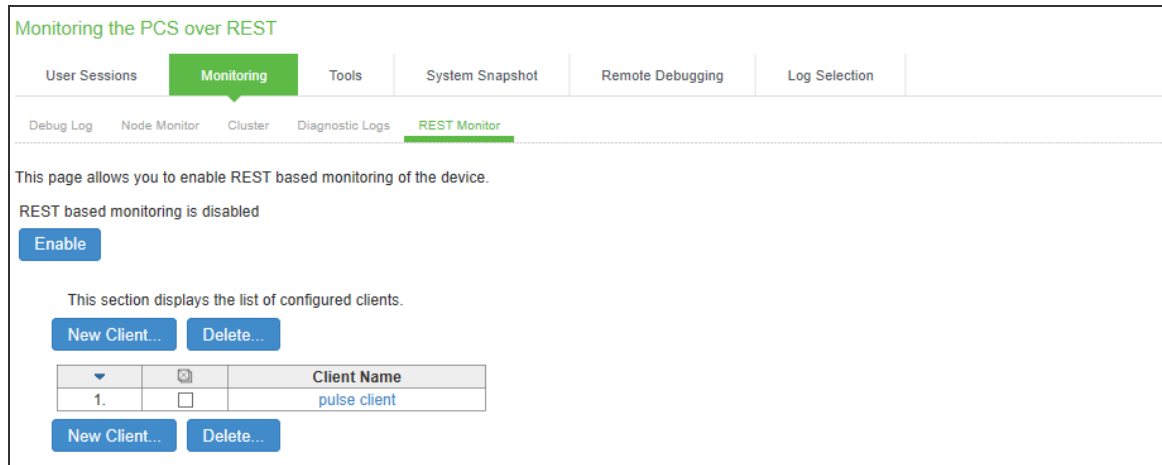 Monitoring the PCS over REST
User Sessions Monitoring Tools System Snapshot Remote Debugging Log Selection
Debug Log Node Monitor Cluster Diagnostic Logs REST Monitor
This page allows you to enable REST based monitoring of the device.
REST based monitoring is disabled
Enable
This section displays the list of configured clients.
New Client... Delete...
Client Name
1. pulse client
New Client... Delete...